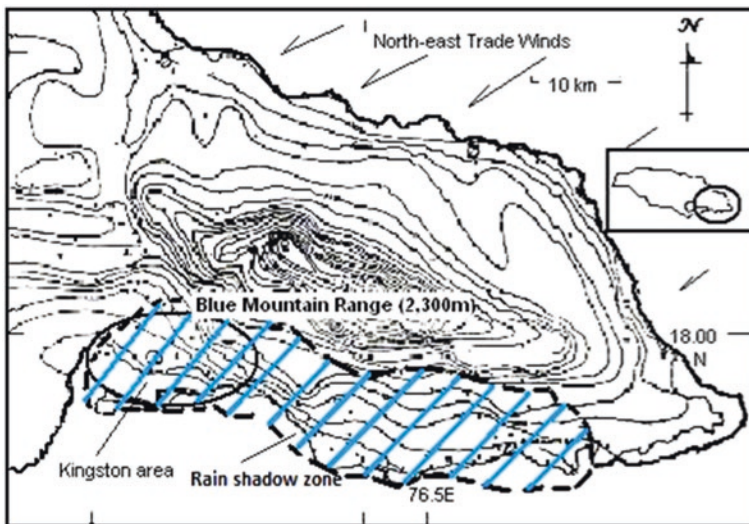 North-east Trade Winds
N
10 km
Blue Mountain Range (2,300m)
18.00
N
Kingston area
Rain shadow zone
76.5E